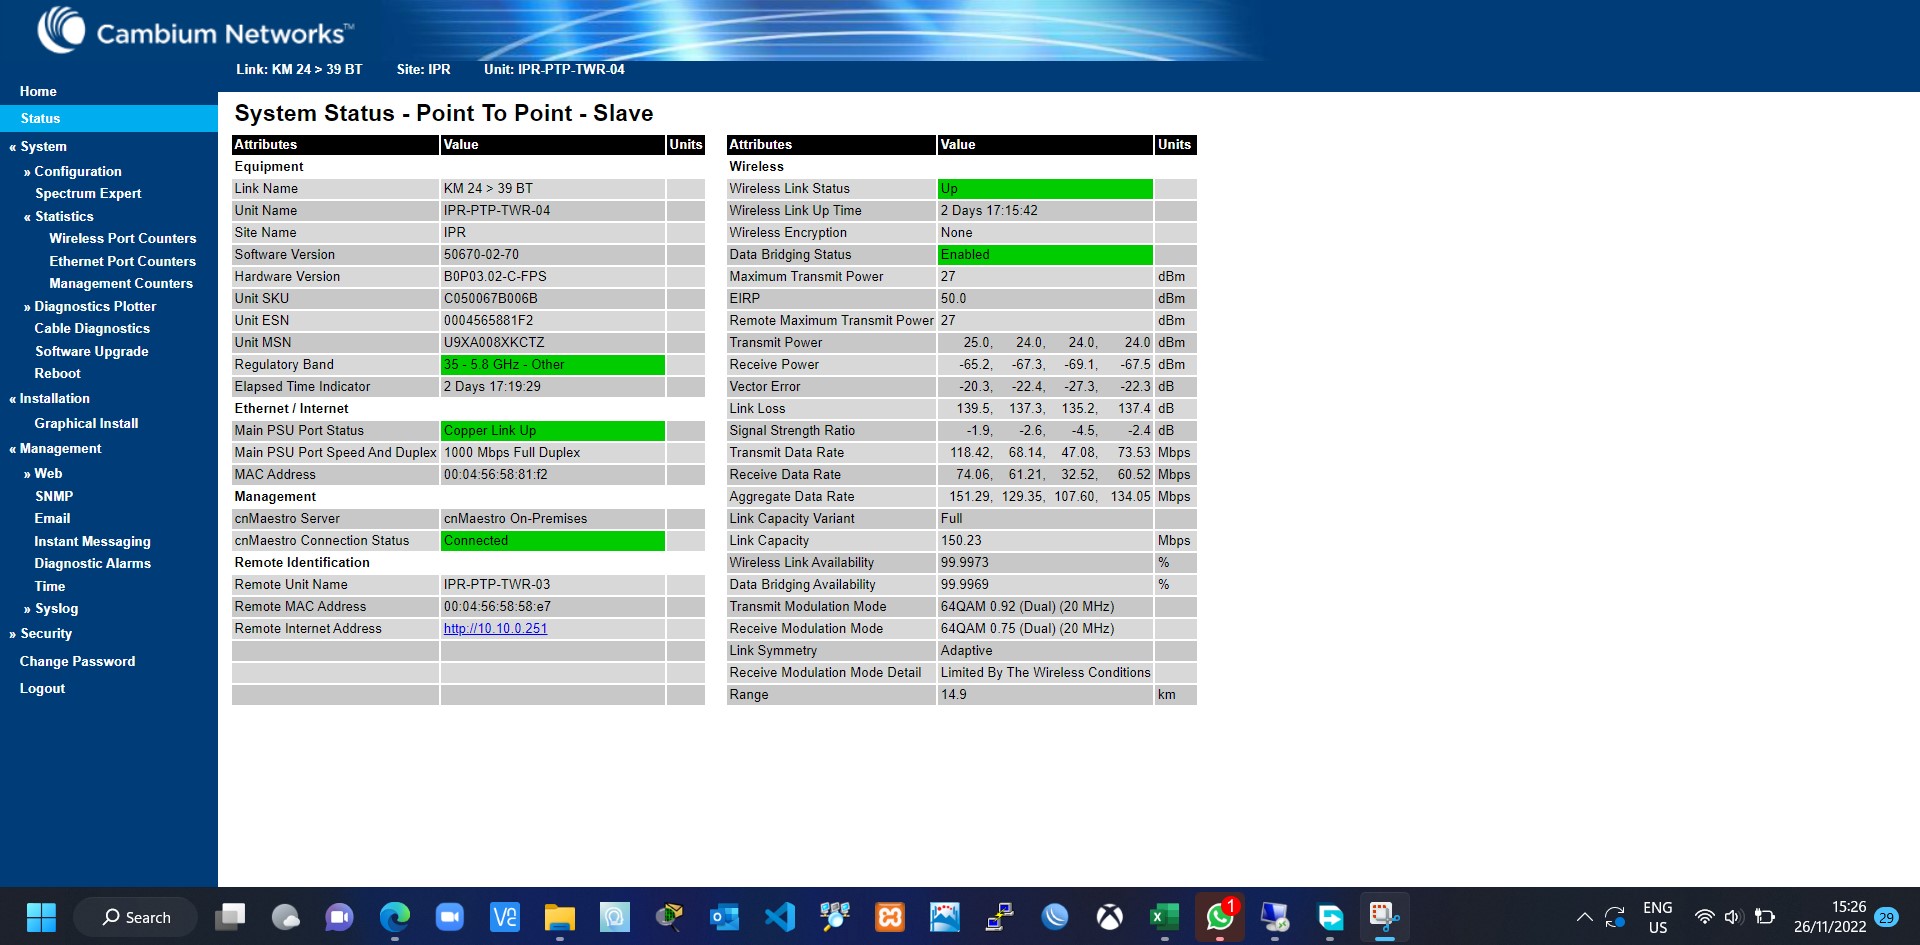 Cambium Networks™
Link: KM 24 > 39 BT Site: IPR Unit: IPR-PTP-TWR-04
Home
Status
« System
» Configuration
Spectrum Expert
« Statistics
Wireless Port Counters
Ethernet Port Counters
Management Counters
» Diagnostics Plotter
Cable Diagnostics
Software Upgrade
Reboot
« Installation
Graphical Install
« Management
» Web
SNMP
Email
Instant Messaging
Diagnostic Alarms
Time
» Syslog
» Security
Change Password
Logout
System Status - Point To Point - Slave
Attributes Value Units
Equipment
Link Name KM 24 > 39 BT
Unit Name IPR-PTP-TWR-04
Site Name IPR
Software Version 50670-02-70
Hardware Version B0P03.02-C-FPS
Unit SKU C050067B006B
Unit ESN 0004565881F2
Unit MSN U9XA008XKCTZ
Regulatory Band 35 - 5.8 GHz - Other
Elapsed Time Indicator 2 Days 17:19:29
Ethernet / Internet
Main PSU Port Status Copper Link Up
Main PSU Port Speed And Duplex 1000 Mbps Full Duplex
MAC Address 00:04:56:58:81:f2
Management
cnMaestro Server cnMaestro On-Premises
cnMaestro Connection Status Connected
Remote Identification
Remote Unit Name IPR-PTP-TWR-03
Remote MAC Address 00:04:56:58:58:e7
Remote Internet Address http://10.10.0.251
Attributes Value Units
Wireless
Wireless Link Status Up
Wireless Link Up Time 2 Days 17:15:42
Wireless Encryption None
Data Bridging Status Enabled
Maximum Transmit Power 27 dBm
EIRP 50.0 dBm
Remote Maximum Transmit Power 27 dBm
Transmit Power 25.0, 24.0, 24.0, 24.0 dBm
Receive Power -65.2, -67.3, -69.1, -67.5 dBm
Vector Error -20.3, -22.4, -27.3, -22.3 dB
Link Loss 139.5, 137.3, 135.2, 137.4 dB
Signal Strength Ratio -1.9, -2.6, -4.5, -2.4 dB
Transmit Data Rate 118.42, 68.14, 47.08, 73.53 Mbps
Receive Data Rate 74.06, 61.21, 32.52, 60.52 Mbps
Aggregate Data Rate 151.29, 129.35, 107.60, 134.05 Mbps
Link Capacity Variant Full
Link Capacity 150.23 Mbps
Wireless Link Availability 99.9973 %
Data Bridging Availability 99.9969 %
Transmit Modulation Mode 64QAM 0.92 (Dual) (20 MHz)
Receive Modulation Mode 64QAM 0.75 (Dual) (20 MHz)
Link Symmetry Adaptive
Receive Modulation Mode Detail Limited By The Wireless Conditions
Range 14.9 km
Search
1
ENG
US
15:26
26/11/2022
29